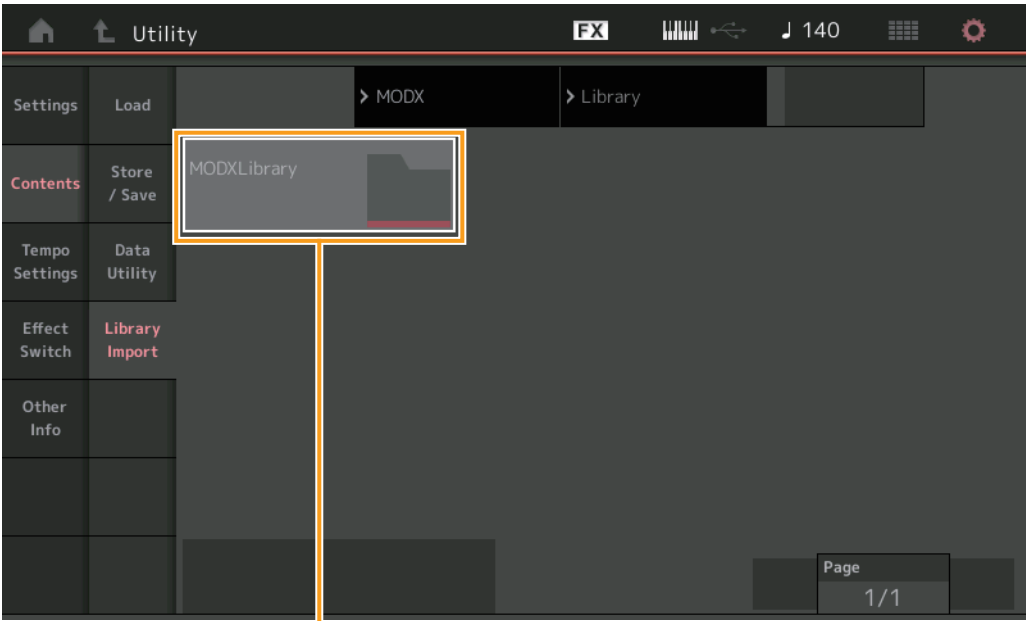 Utility
FX
140
Settings
Load
> MODX
> Library
Contents
Store
/ Save
MODXLibrary
Tempo
Settings
Data
Utility
Effect
Switch
Library
Import
Other
Info
Page
1/1